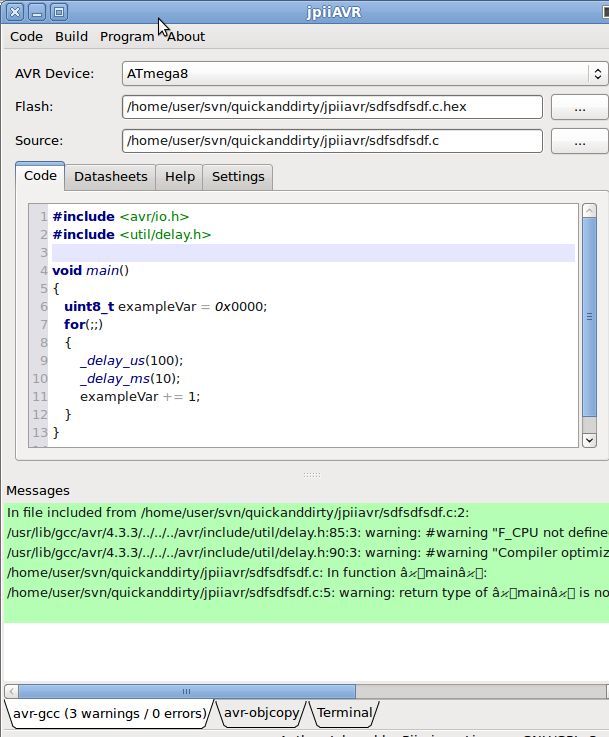 jpiiAVR
Code Build Program About
AVR Device: ATmega8
Flash: /home/user/svn/quickanddirty/jpiiavr/sdfsdfsdf.c.hex ...
Source: /home/user/svn/quickanddirty/jpiiavr/sdfsdfsdf.c ...
Code Datasheets Help Settings
1 #include <avr/io.h>
2 #include <util/delay.h>
3
4 void main()
5 {
6 uint8_t exampleVar = 0x0000;
7 for(;;)
8 {
9 _delay_us(100);
10 _delay_ms(10);
11 exampleVar += 1;
12 }
13 }
Messages
In file included from /home/user/svn/quickanddirty/jpiiavr/sdfsdfsdf.c:2:
/usr/lib/gcc/avr/4.3.3/../../../avr/include/util/delay.h:85:3: warning: #warning "F_CPU not define
/usr/lib/gcc/avr/4.3.3/../../../avr/include/util/delay.h:90:3: warning: #warning "Compiler optimiz
/home/user/svn/quickanddirty/jpiiavr/sdfsdfsdf.c: In function âϰ▯mainâϰ▯:
/home/user/svn/quickanddirty/jpiiavr/sdfsdfsdf.c:5: warning: return type of âϰ▯mainâϰ▯ is no
avr-gcc (3 warnings / 0 errors) avr-objcopy Terminal